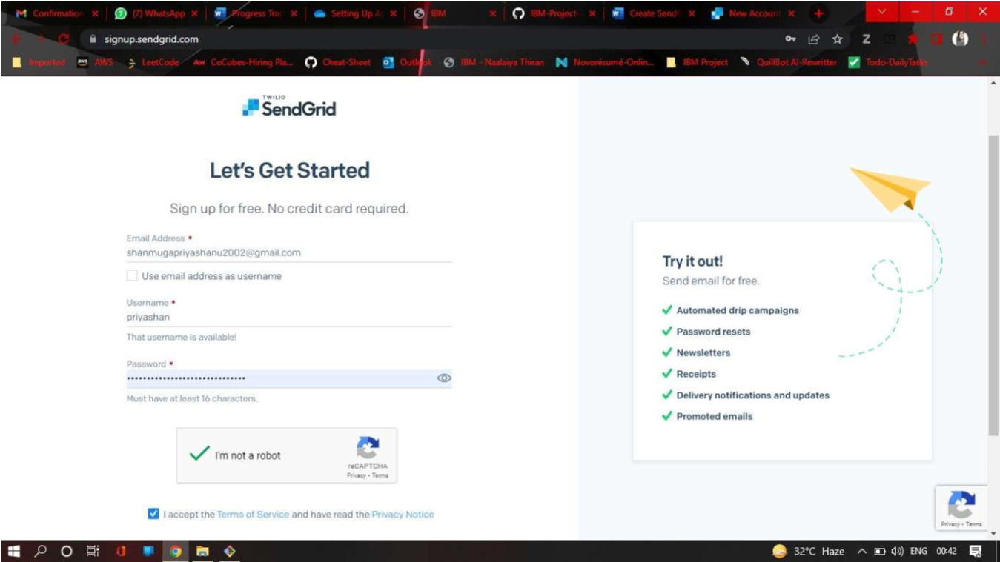 Confirmation
(7) WhatsApp
Progress Trac
Setting Up A
IBM
IBM-Project-
Create Send
New Account
signup.sendgrid.com
Imported
AWS
LeetCode
CoCubes-Hiring Pla...
Cheat-Sheet
Outlook
IBM - Naalaiya Thiran
Novorésumé-Onlin...
IBM Project
QuillBot AI-Rewritter
Todo-DailyTasks
TWILIO
SendGrid
Let's Get Started
Sign up for free. No credit card required.
Email Address •
shanmugapriyashanu2002@gmail.com
Use email address as username
Username •
priyashan
That username is available!
Password •
Must have at least 16 characters.
I'm not a robot
reCAPTCHA
Privacy - Terms
I accept the Terms of Service and have read the Privacy Notice
Try it out!
Send email for free.
Automated drip campaigns
Password resets
Newsletters
Receipts
Delivery notifications and updates
Promoted emails
Privacy - Terms
32°C Haze
ENG
00:42